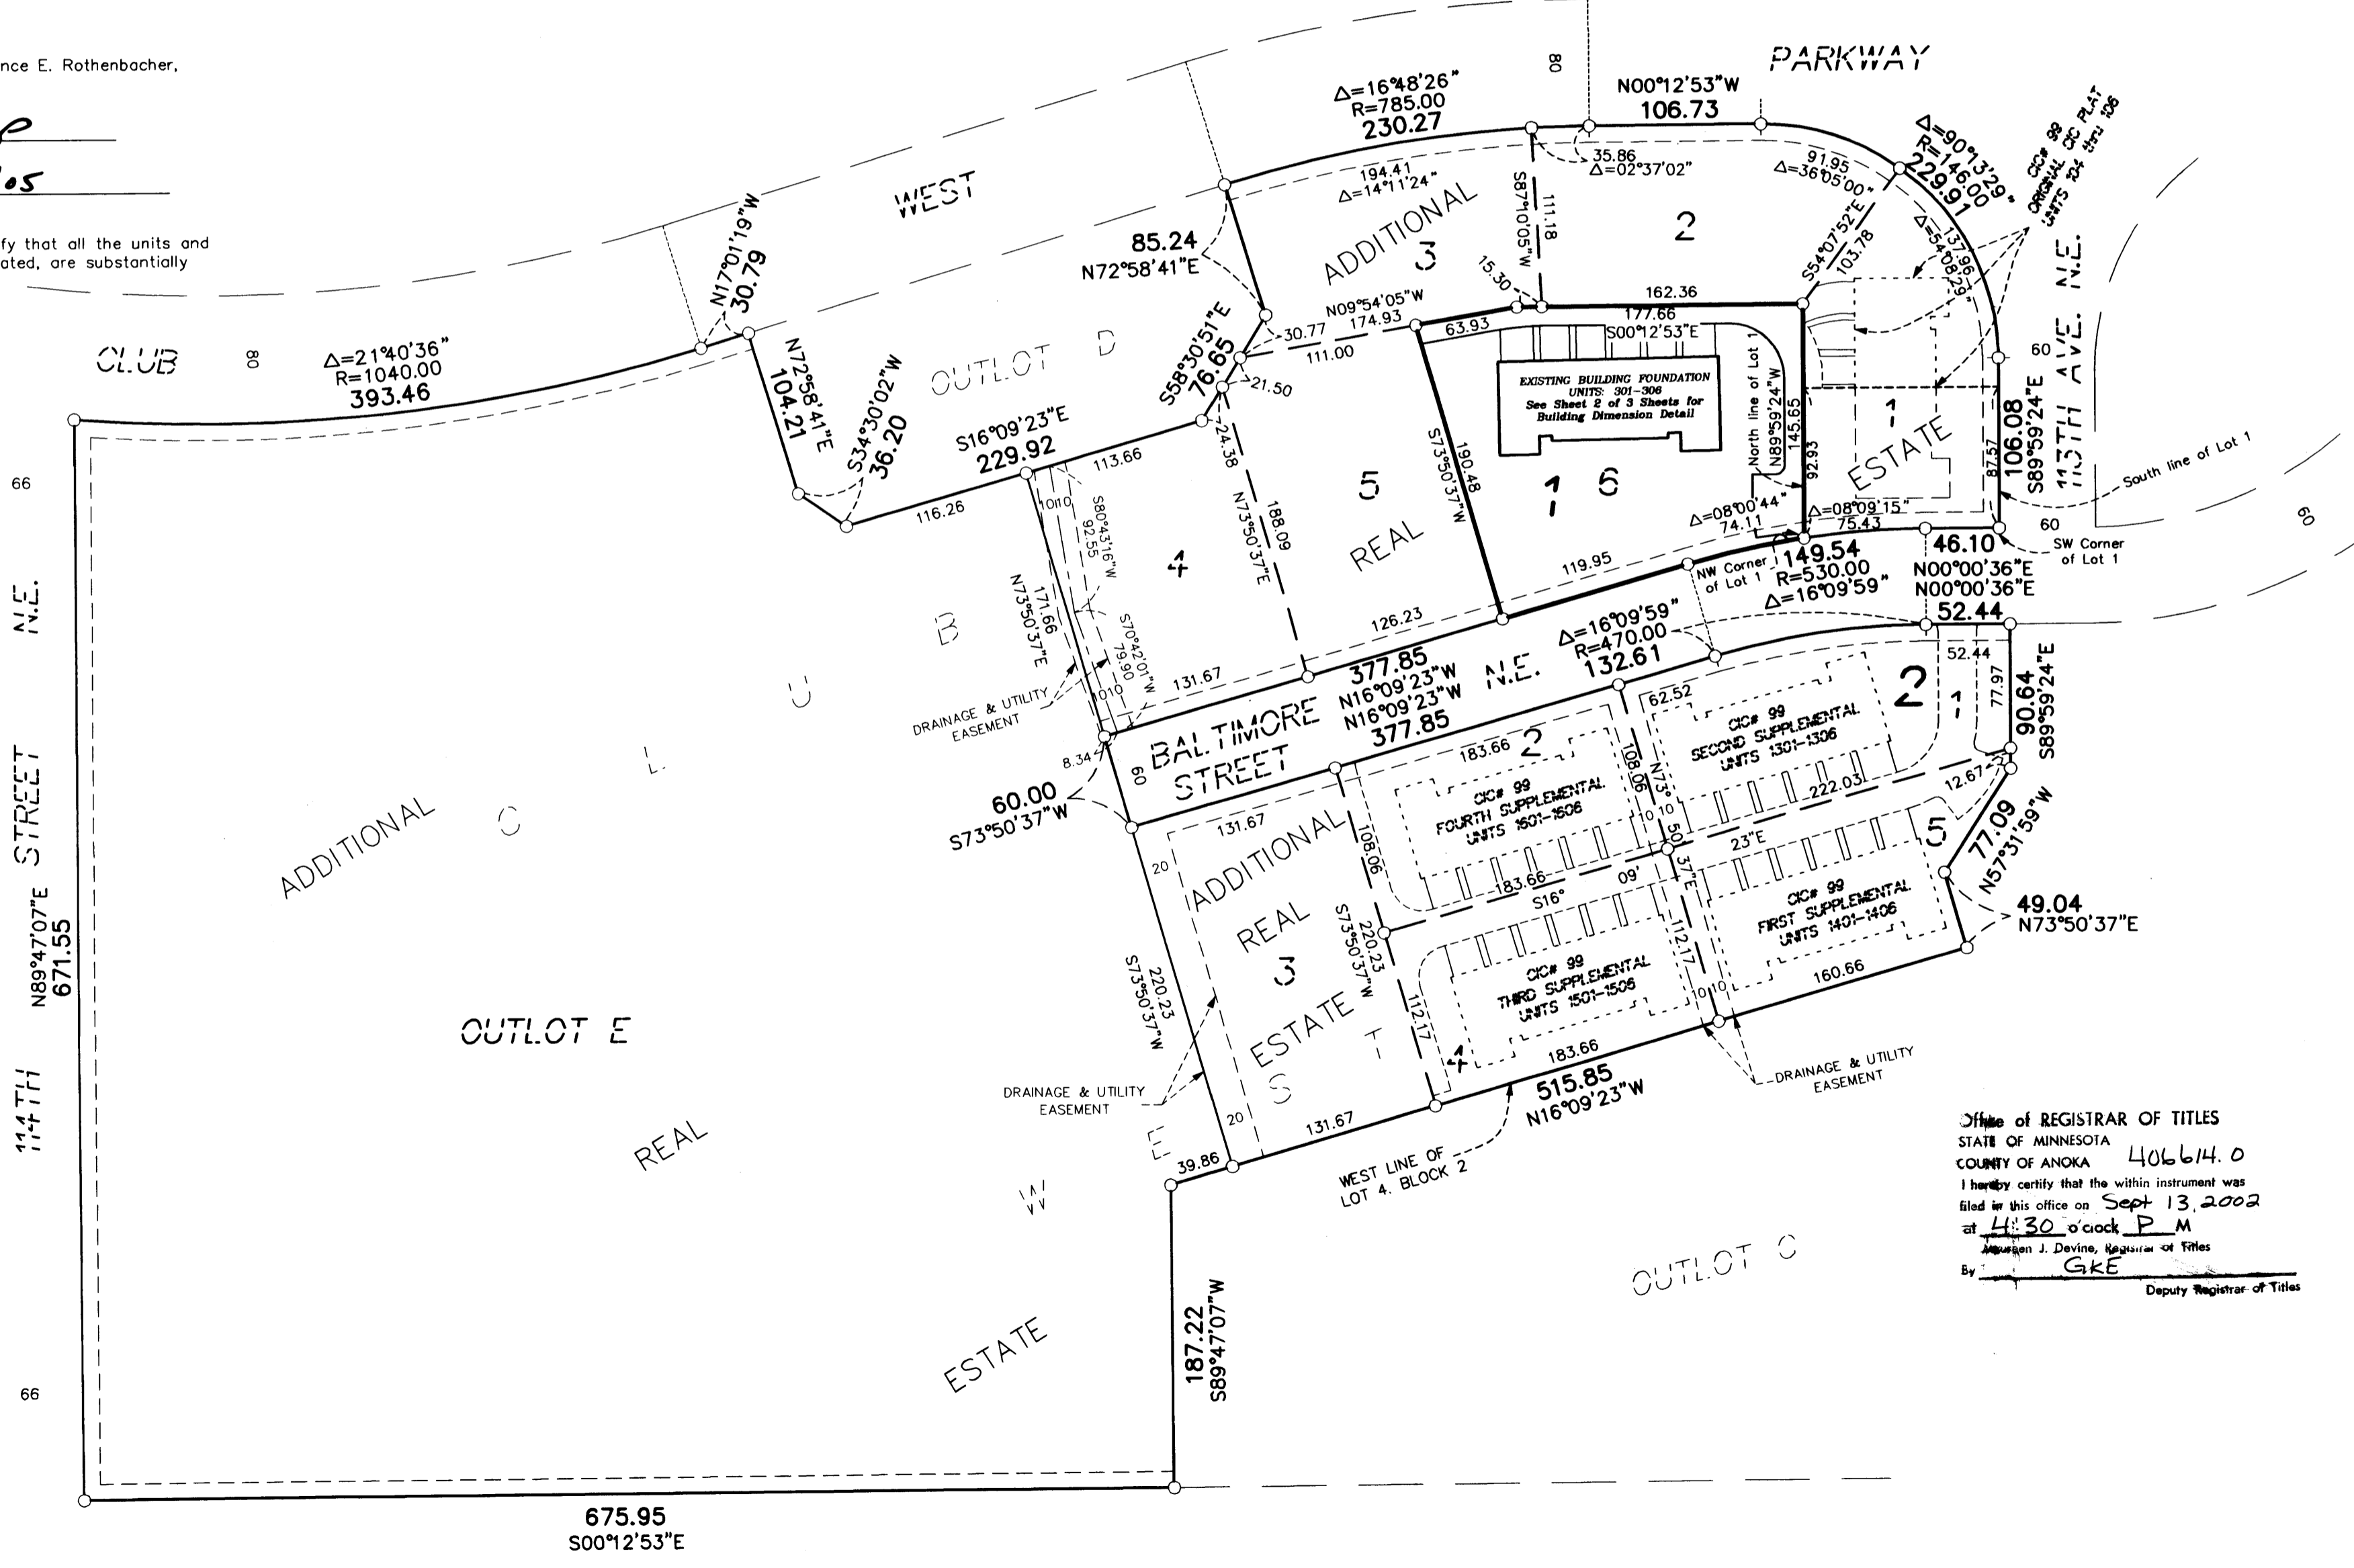 nce E. Rothenbacher,
fy that all the units and
ated, are substantially
CLUB
WEST
PARKWAY
80
80
Δ=21°40'36"
R=1040.00
393.46
N17°01'19"W
30.79
N72°58'41"E
104.21
S34°30'02"W
36.20
OUTLOT D
S16°09'23"E
229.92
116.26
113.66
S58°30'51"E
76.65
85.24
N72°58'41"E
Δ=16°48'26"
R=785.00
230.27
194.41
Δ=14°11'24"
35.86
Δ=02°37'02"
N00°12'53"W
106.73
91.95
Δ=36°05'00"
Δ=90°13'29"
R=146.00
229.91
137.96
Δ=54°08'29"
CIC# 99
ORIGINAL CIC PLAT
UNITS 104 thru 106
113TH AVE. N.E.
60
60
60
ADDITIONAL
3
2
S87°10'05"W
111.18
15.30
S54°07'52"E
103.78
162.36
177.66
S00°12'53"E
N09°54'05"W
174.93
63.93
30.77
111.00
21.50
24.38
EXISTING BUILDING FOUNDATION
UNITS: 301-306
See Sheet 2 of 3 Sheets for
Building Dimension Detail
North line of Lot 1
N89°59'24"W
145.65
92.93
1
ESTATE
87.57
106.08
S89°59'24"E
South line of Lot 1
SW Corner
of Lot 1
5
REAL
1
6
S73°50'37"W
190.48
Δ=08°00'44"
74.11
Δ=08°09'15"
75.43
119.95
NW Corner
of Lot 1
149.54
R=530.00
Δ=16°09'59"
46.10
N00°00'36"E
N00°00'36"E
52.44
4
N73°50'37"E
188.09
1010
S80°43'16"W
92.55
N73°50'37"E
171.66
S70°42'01"W
79.90
1010
DRAINAGE & UTILITY
EASEMENT
131.67
126.23
8.34
60
60.00
S73°50'37"W
377.85
N16°09'23"W
N16°09'23"W
377.85
BALTIMORE
STREET
N.E.
Δ=16°09'59"
R=470.00
132.61
62.52
52.44
77.97
90.64
S89°59'24"E
2
1
CIC# 99
SECOND SUPPLEMENTAL
UNITS 1301-1306
222.03
12.67
77.09
N57°31'59"W
5
49.04
N73°50'37"E
183.66
2
CIC# 99
FOURTH SUPPLEMENTAL
UNITS 1601-1606
108.06
N73°
50'
37"E
10 10
183.66
S16°
09'
23"E
CIC# 99
FIRST SUPPLEMENTAL
UNITS 1401-1406
112.17
160.66
CIC# 99
THIRD SUPPLEMENTAL
UNITS 1501-1506
10 10
131.67
20
ADDITIONAL
REAL
3
ESTATE
108.06
S73°50'37"W
220.23
112.17
S73°50'37"W
220.23
20
4
183.66
515.85
N16°09'23"W
131.67
39.86
DRAINAGE & UTILITY
EASEMENT
DRAINAGE & UTILITY
EASEMENT
WEST LINE OF
LOT 4, BLOCK 2
187.22
S89°47'07"W
66
114TH STREET N.E.
N89°47'07"E
671.55
66
ADDITIONAL
REAL
ESTATE
OUTLOT E
C L U B
W E S T
675.95
S00°12'53"E
OUTLOT C
Office of REGISTRAR OF TITLES
STATE OF MINNESOTA
COUNTY OF ANOKA 406614.0
I hereby certify that the within instrument was
filed in this office on Sept 13, 2002
at 4:30 o'clock P M
Maureen J. Devine, Registrar of Titles
By GKE
Deputy Registrar of Titles